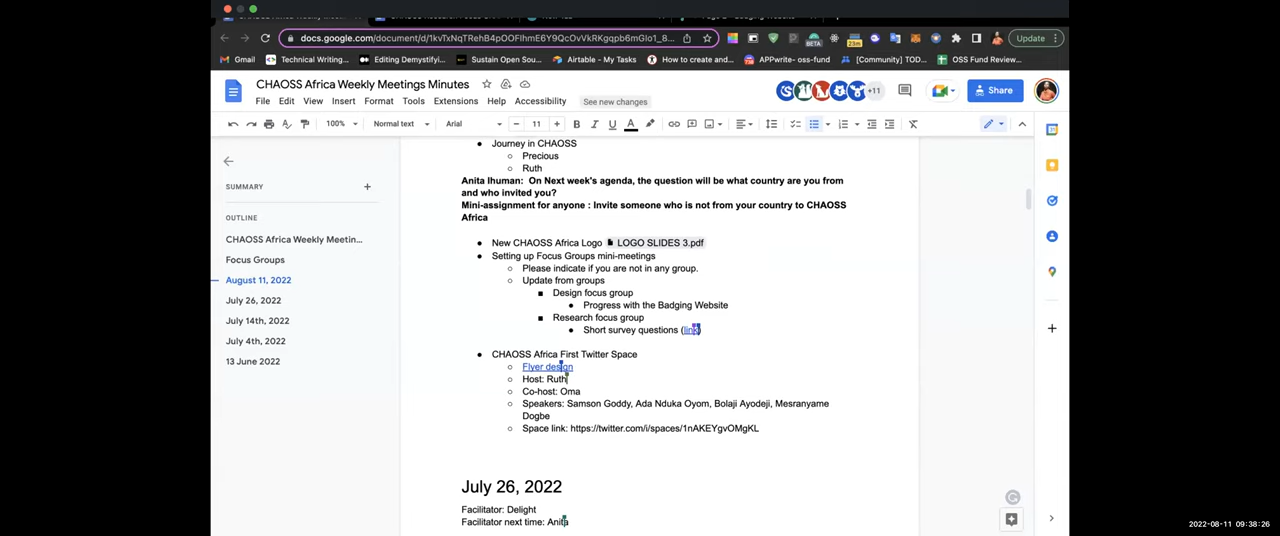 docs.google.com/document/d/1kvTxNqTRehB4pOOFlhmE6Y9QcOvVkRKgqpb6mGlo1_8...
Update
Gmail
Technical Writing...
Editing Demystifyi...
Sustain Open Sou...
Airtable - My Tasks
How to create and...
APPwrite- oss-fund
[Community] TOD...
OSS Fund Review...
BETA
23m
CHAOSS Africa Weekly Meetings Minutes
File Edit View Insert Format Tools Extensions Help Accessibility
See new changes
+11
Share
100%
Normal text
Arial
11
SUMMARY
OUTLINE
CHAOSS Africa Weekly Meetin...
Focus Groups
August 11, 2022
July 26, 2022
July 14th, 2022
July 4th, 2022
13 June 2022
Journey in CHAOSS
Precious
Ruth
Anita Ihuman: On Next week's agenda, the question will be what country are you from
and who invited you?
Mini-assignment for anyone : Invite someone who is not from your country to CHAOSS
Africa
New CHAOSS Africa Logo LOGO SLIDES 3.pdf
Setting up Focus Groups mini-meetings
Please indicate if you are not in any group.
Update from groups
Design focus group
Progress with the Badging Website
Research focus group
Short survey questions (link)
CHAOSS Africa First Twitter Space
Flyer design
Host: Ruth
Co-host: Oma
Speakers: Samson Goddy, Ada Nduka Oyom, Bolaji Ayodeji, Mesranyame
Dogbe
Space link: https://twitter.com/i/spaces/1nAKEYgvOMgKL
July 26, 2022
Facilitator: Delight
Facilitator next time: Anita
2022-08-11 09:38:26